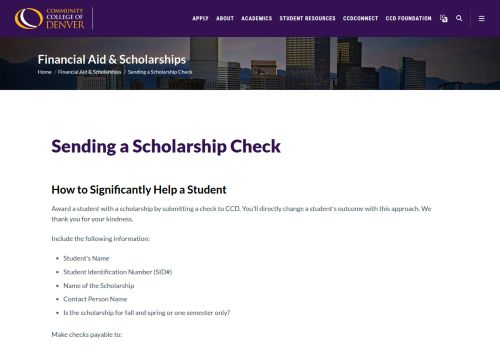 COMMUNITY
COLLEGE OF
DENVER
APPLY ABOUT ACADEMICS STUDENT RESOURCES CCDCONNECT CCD FOUNDATION
Financial Aid & Scholarships
Home / Financial Aid & Scholarships / Sending a Scholarship Check
Sending a Scholarship Check
How to Significantly Help a Student
Award a student with a scholarship by submitting a check to CCD. You'll directly change a student's outcome with this approach. We
thank you for your kindness.
Include the following information:
• Student's Name
• Student Identification Number (SID#)
• Name of the Scholarship
• Contact Person Name
• Is the scholarship for fall and spring or one semester only?
Make checks payable to: